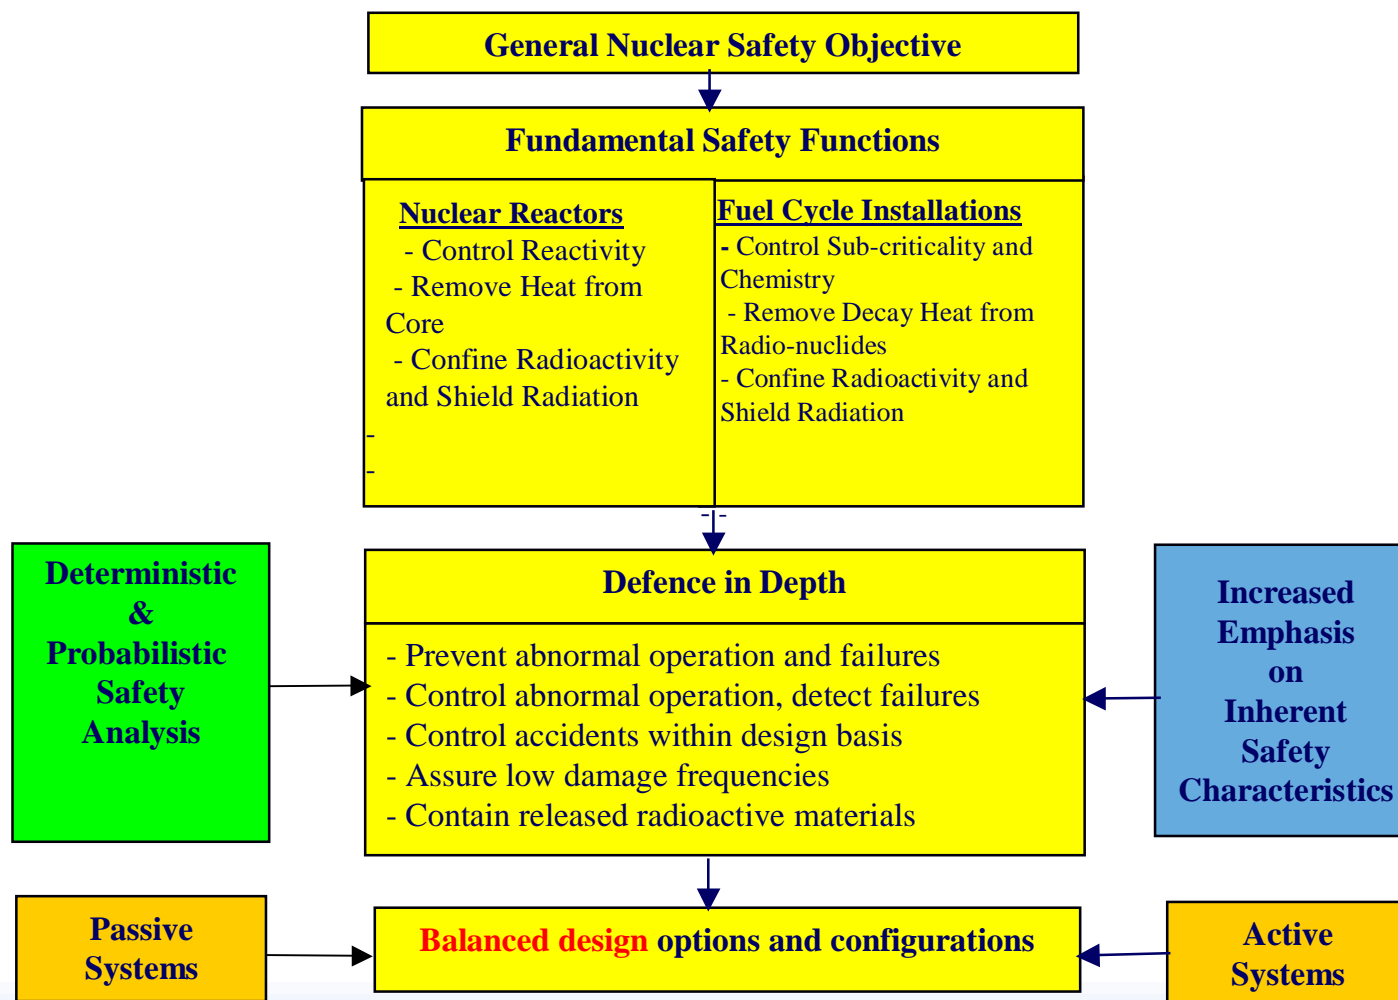 General Nuclear Safety Objective
Fundamental Safety Functions
Nuclear Reactors
- Control Reactivity
- Remove Heat from
Core
- Confine Radioactivity
and Shield Radiation
-
-
Fuel Cycle Installations
- Control Sub-criticality and
Chemistry
- Remove Decay Heat from
Radio-nuclides
- Confine Radioactivity and
Shield Radiation
- -
Deterministic
&
Probabilistic
Safety
Analysis
Defence in Depth
- Prevent abnormal operation and failures
- Control abnormal operation, detect failures
- Control accidents within design basis
- Assure low damage frequencies
- Contain released radioactive materials
Increased
Emphasis
on
Inherent
Safety
Characteristics
Passive
Systems
Balanced design options and configurations
Active
Systems